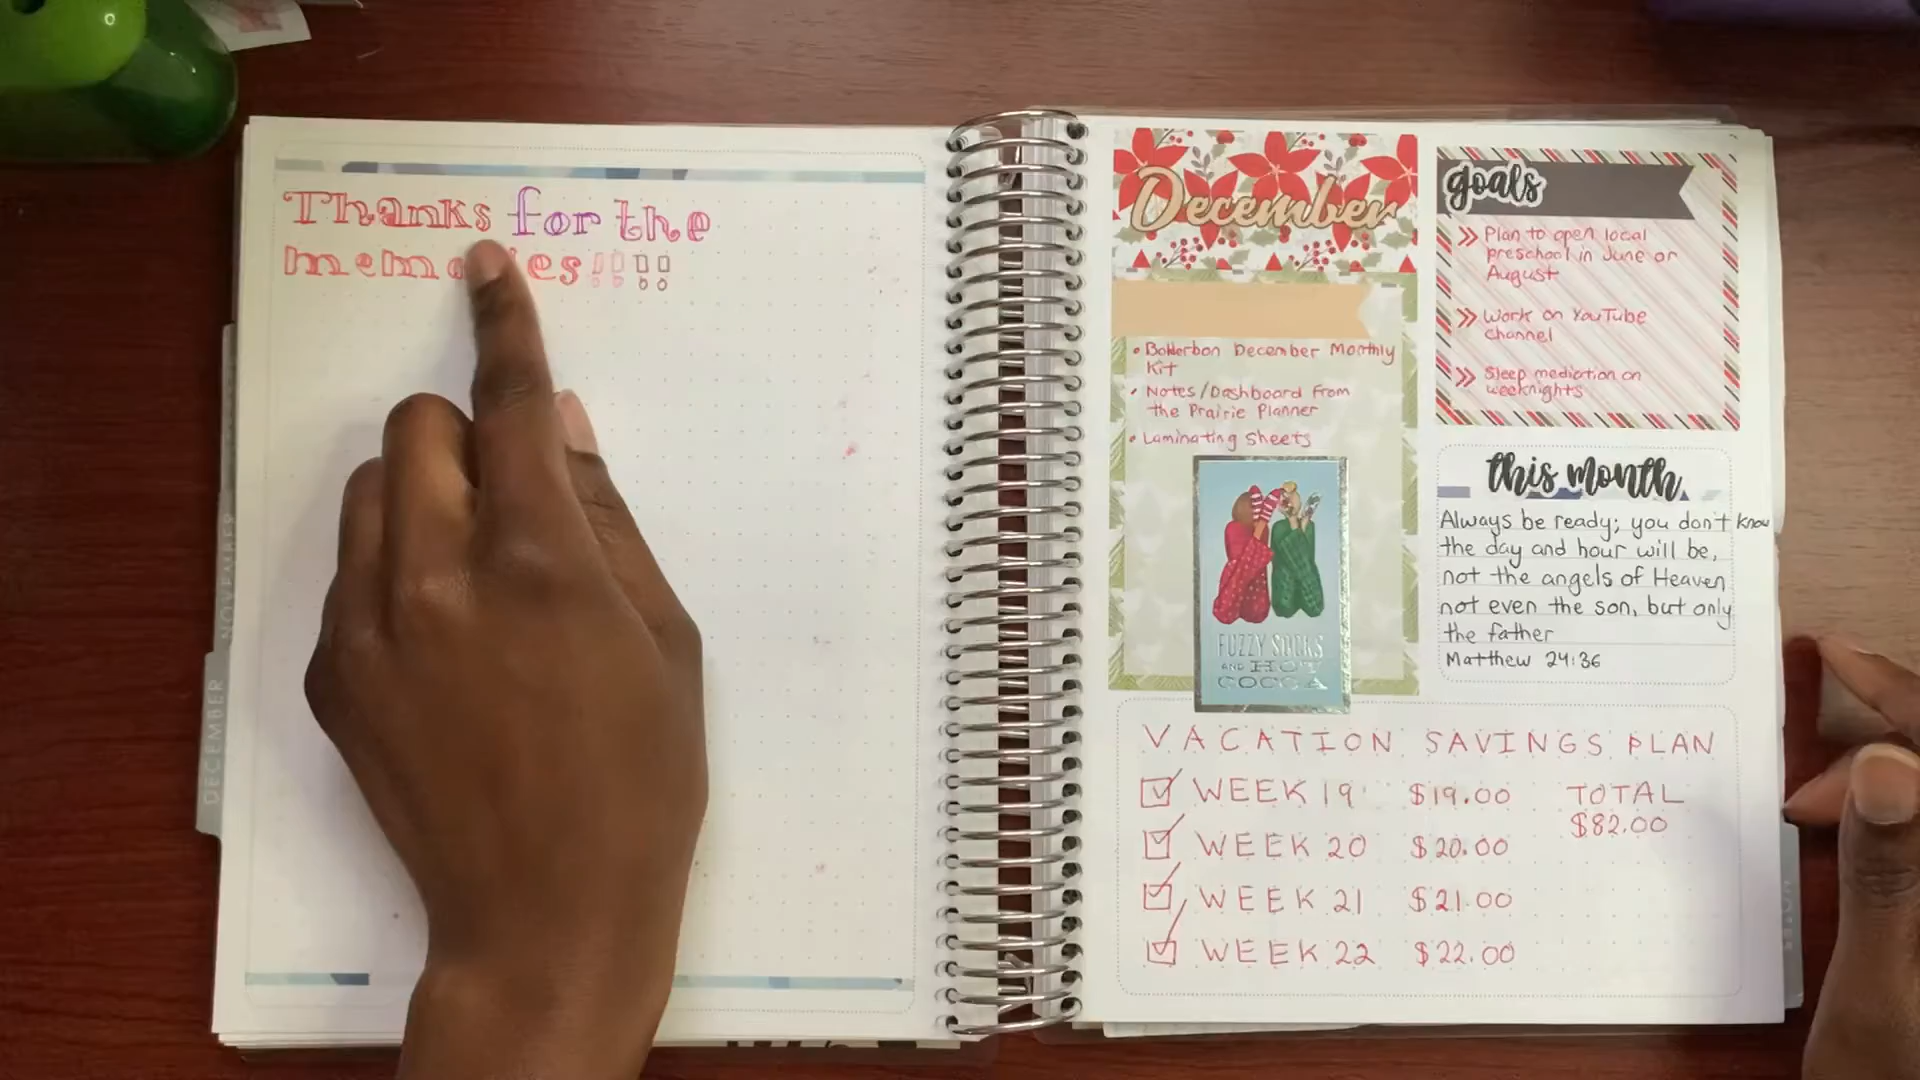 Thanks for the
memories!!!!
NOVEMBER
DECEMBER
December
• Bolderbon December Monthly
Kit
• Notes/Dashboard from
the Prairie Planner
• Laminating Sheets
FUZZY SOCKS
AND HOT
COCOA
goals
Plan to open local
preschool in June or
August
Work on YouTube
channel
Sleep mediation on
weeknights
this month
Always be ready; you don't know
the day and hour will be,
not the angels of Heaven,
not even the son, but only
the father
Matthew 24:36
VACATION SAVINGS PLAN
WEEK 19 $19.00 TOTAL
$82.00
WEEK 20 $20.00
WEEK 21 $21.00
WEEK 22 $22.00